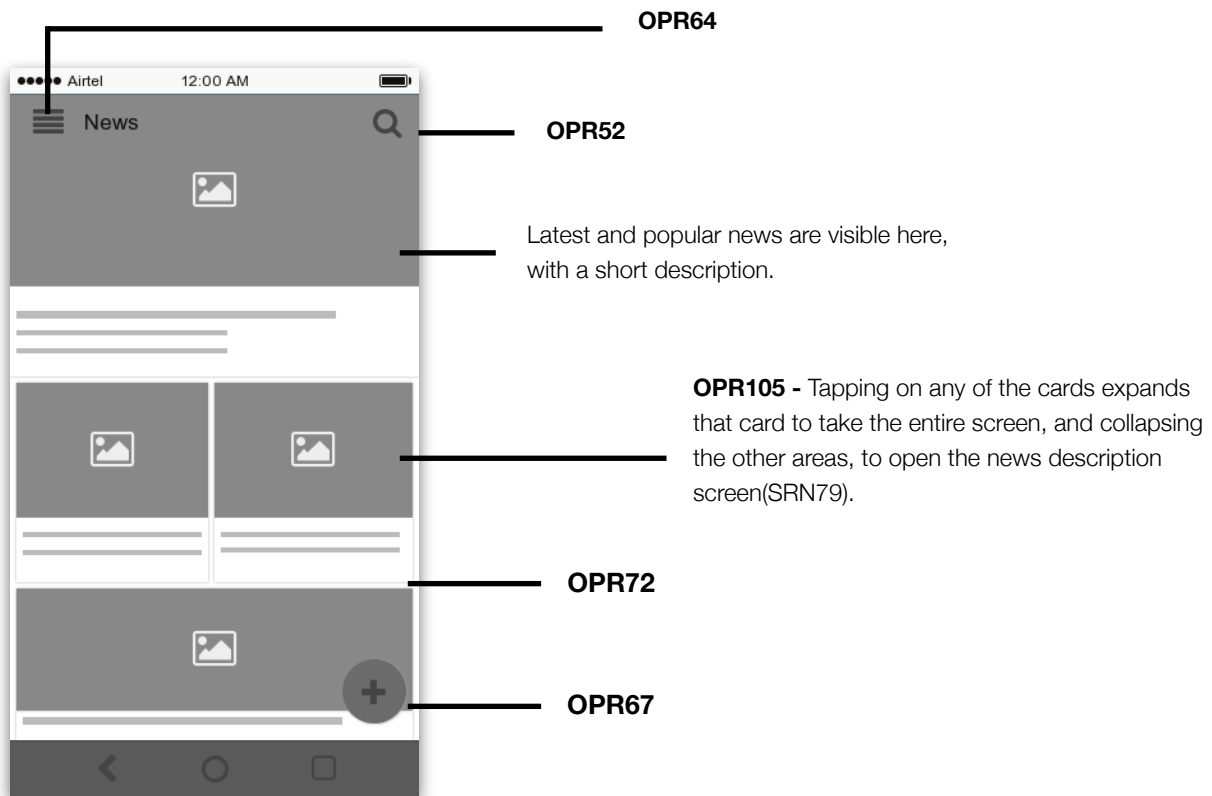 OPR64
Airtel 12:00 AM
News
OPR52
Latest and popular news are visible here,
with a short description.
OPR105 - Tapping on any of the cards expands
that card to take the entire screen, and collapsing
the other areas, to open the news description
screen(SRN79).
OPR72
OPR67